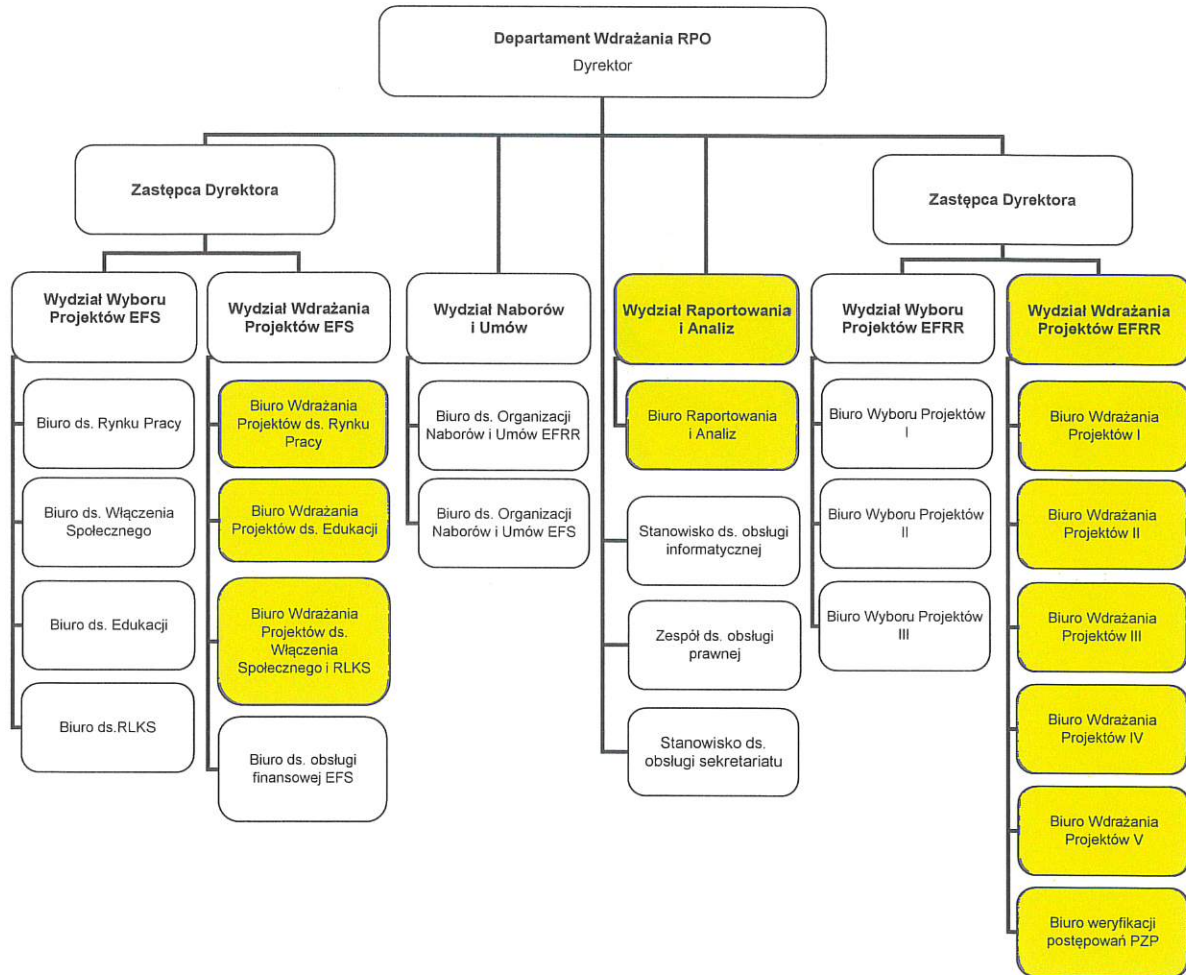 Departament Wdrażania RPO
Dyrektor
Zastępca Dyrektora
Zastępca Dyrektora
Wydział Wyboru
Projektów EFS
Biuro ds. Rynku Pracy
Biuro ds. Włączenia
Społecznego
Biuro ds. Edukacji
Biuro ds.RLKS
Wydział Wdrażania
Projektów EFS
Biuro Wdrażania
Projektów ds. Rynku
Pracy
Biuro Wdrażania
Projektów ds. Edukacji
Biuro Wdrażania
Projektów ds.
Włączenia
Społecznego i RLKS
Biuro ds. obsługi
finansowej EFS
Wydział Naborów
i Umów
Biuro ds. Organizacji
Naborów i Umów EFRR
Biuro ds. Organizacji
Naborów i Umów EFS
Wydział Raportowania
i Analiz
Biuro Raportowania
i Analiz
Stanowisko ds. obsługi
informatycznej
Zespół ds. obsługi
prawnej
Stanowisko ds.
obsługi sekretariatu
Wydział Wyboru
Projektów EFRR
Biuro Wyboru Projektów
I
Biuro Wyboru Projektów
II
Biuro Wyboru Projektów
III
Wydział Wdrażania
Projektów EFRR
Biuro Wdrażania
Projektów I
Biuro Wdrażania
Projektów II
Biuro Wdrażania
Projektów III
Biuro Wdrażania
Projektów IV
Biuro Wdrażania
Projektów V
Biuro weryfikacji
postępowań PZP